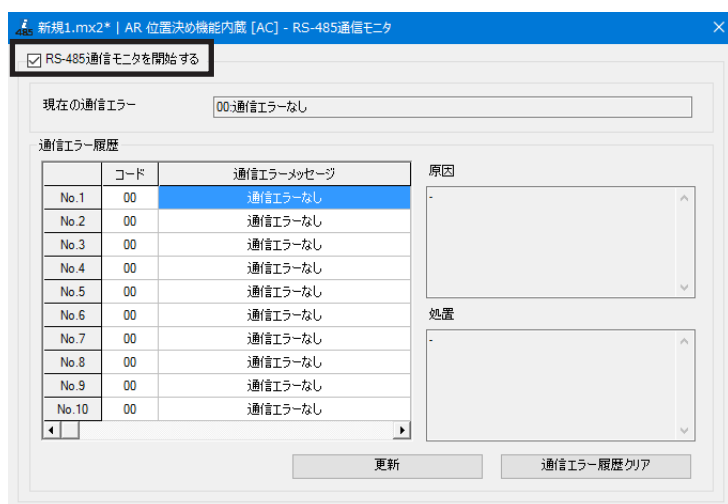 485 新規1.mx2* | AR 位置決め機能内蔵 [AC] - RS-485通信モニタ
RS-485通信モニタを開始する
現在の通信エラー 00:通信エラーなし
通信エラー履歴
コード 通信エラーメッセージ
No.1 00 通信エラーなし
No.2 00 通信エラーなし
No.3 00 通信エラーなし
No.4 00 通信エラーなし
No.5 00 通信エラーなし
No.6 00 通信エラーなし
No.7 00 通信エラーなし
No.8 00 通信エラーなし
No.9 00 通信エラーなし
No.10 00 通信エラーなし
原因
-
処置
-
更新 通信エラー履歴クリア